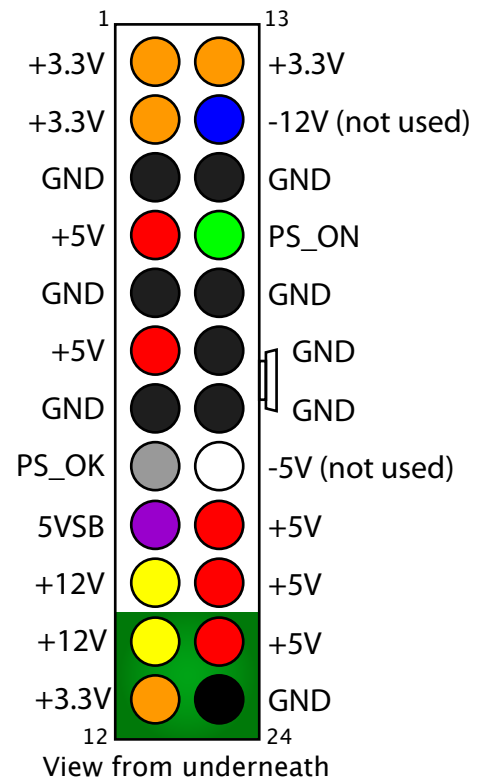 1 13
+3.3V +3.3V
+3.3V -12V (not used)
GND GND
+5V PS_ON
GND GND
+5V GND
GND GND
PS_OK -5V (not used)
5VSB +5V
+12V +5V
+12V +5V
+3.3V GND
12 24
View from underneath